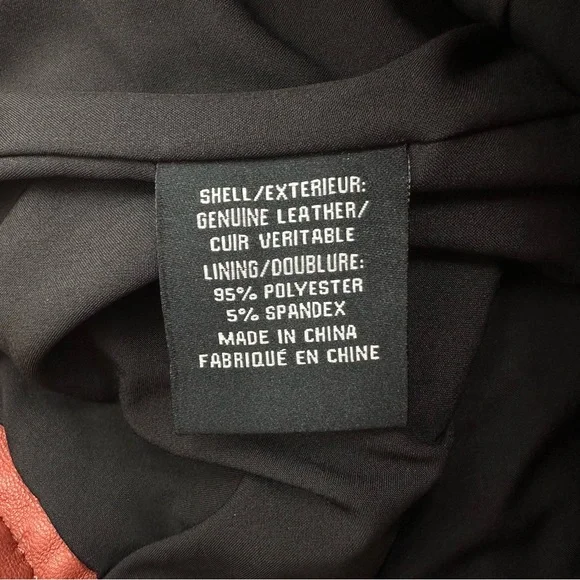 SHELL/EXTERIEUR:
GENUINE LEATHER/
CUIR VERITABLE
LINING/DOUBLURE:
95% POLYESTER
5% SPANDEX
MADE IN CHINA
FABRIQUÉ EN CHINE